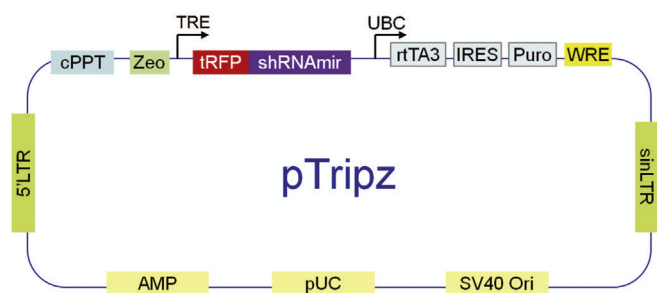 TRE
UBC
cPPT
Zeo
tRFP
shRNAmir
rtTA3
IRES
Puro
WRE
5'LTR
pTripz
sinLTR
AMP
pUC
SV40 Ori